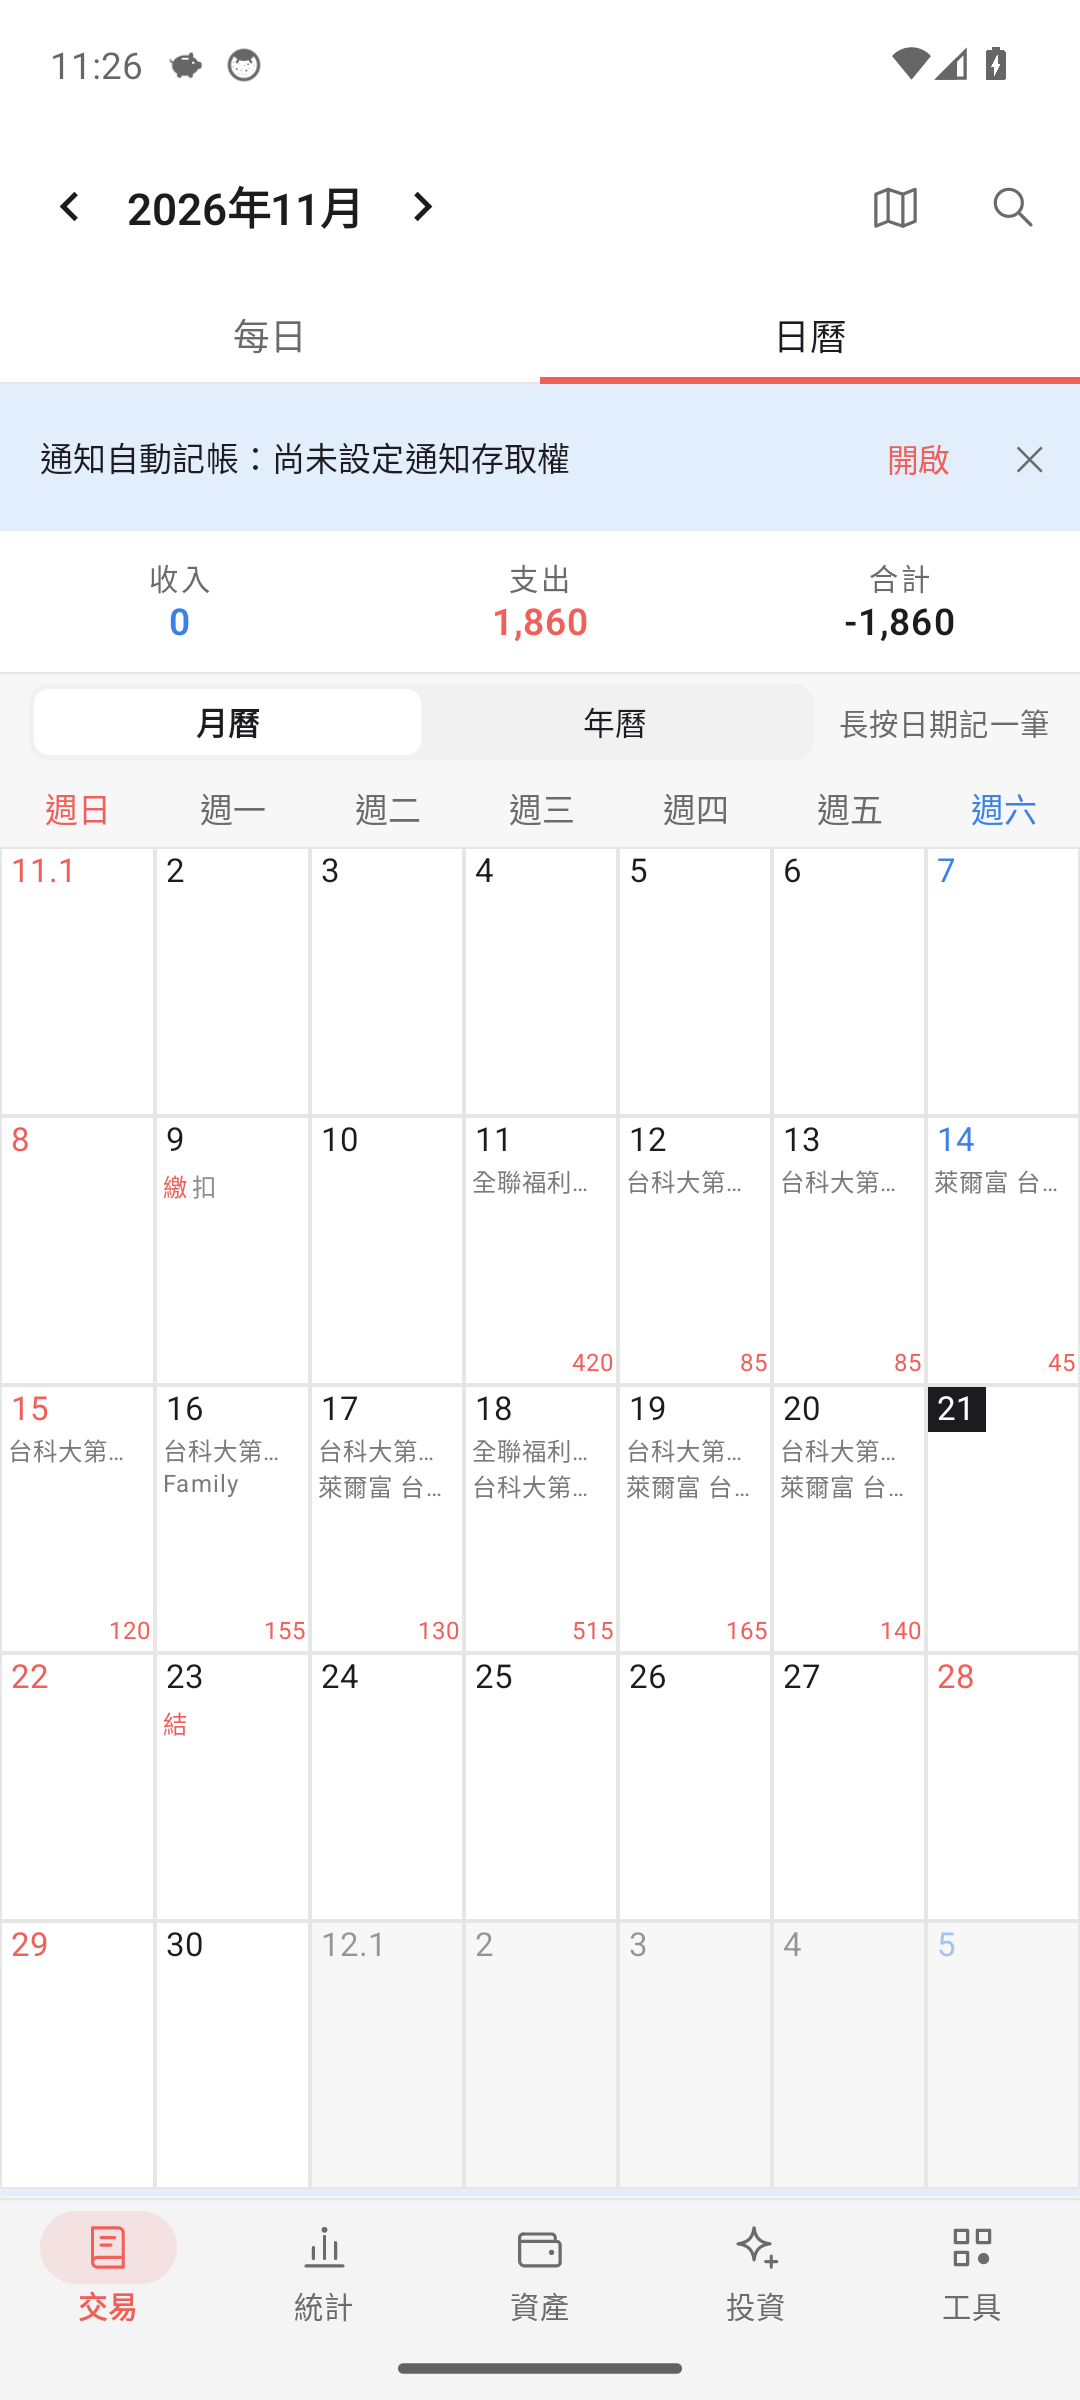 11:26
2026年11月
每日 日曆
通知自動記帳：尚未設定通知存取權 開啟
收入 支出 合計
0 1,860 -1,860
月曆 年曆 長按日期記一筆
週日 週一 週二 週三 週四 週五 週六
11.1 2 3 4 5 6 7
8 9 10 11 12 13 14
繳 扣 全聯福利... 台科大第... 台科大第... 萊爾富 台...
420 85 85 45
15 16 17 18 19 20 21
台科大第... 台科大第... 台科大第... 全聯福利... 台科大第... 台科大第...
Family 萊爾富 台... 台科大第... 萊爾富 台... 萊爾富 台...
120 155 130 515 165 140
22 23 24 25 26 27 28
結
29 30 12.1 2 3 4 5
交易 統計 資產 投資 工具